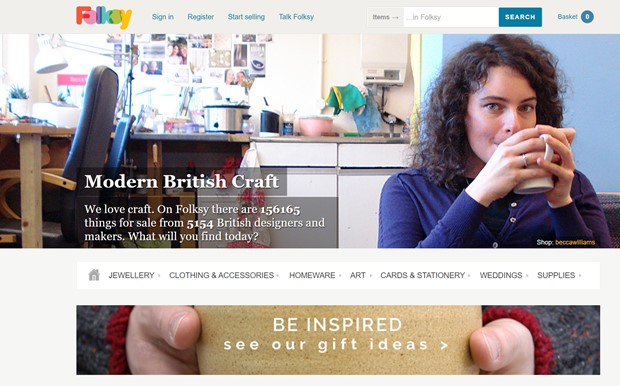 Folksy
Sign in
Register
Start selling
Talk Folksy
Items
...in Folksy
SEARCH
Basket
0
Modern British Craft
We love craft. On Folksy there are 156165
things for sale from 5154 British designers and
makers. What will you find today?
Shop: beccawilliams
JEWELLERY
CLOTHING & ACCESSORIES
HOMEWARE
ART
CARDS & STATIONERY
WEDDINGS
SUPPLIES
BE INSPIRED
see our gift ideas >